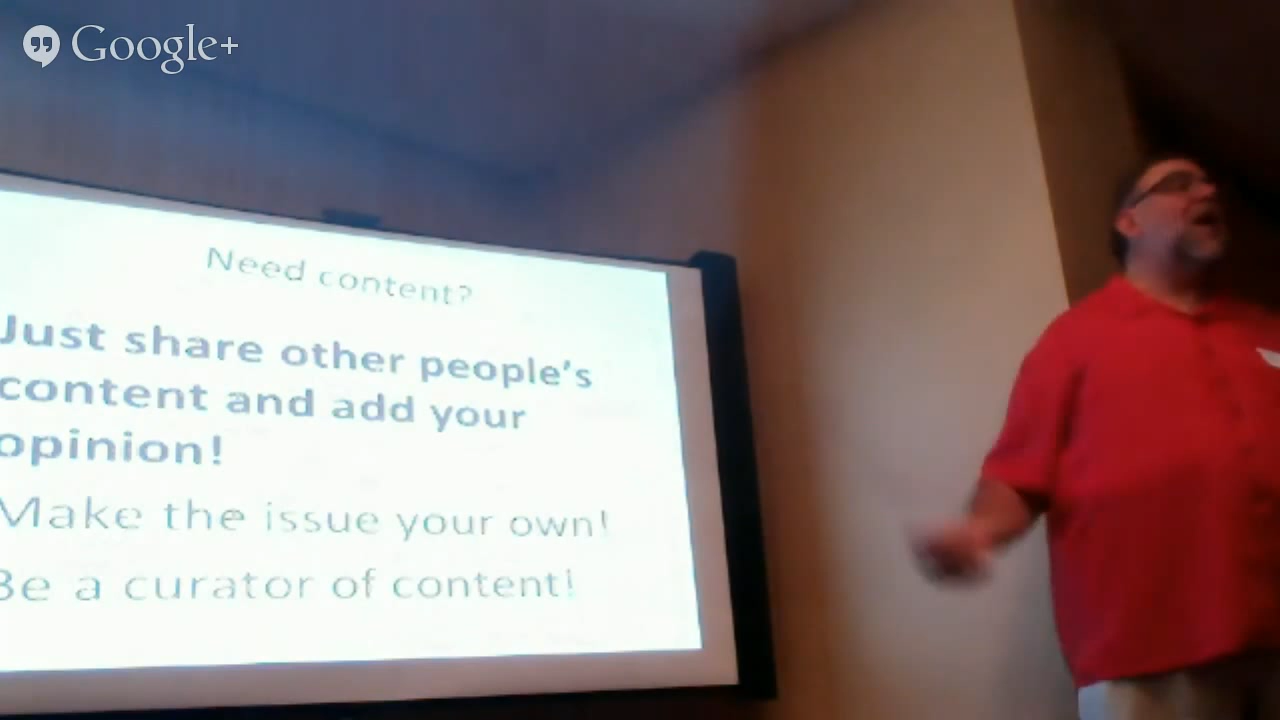 Google+
Need content?
Just share other people's
content and add your
opinion!
Make the issue your own!
Be a curator of content!